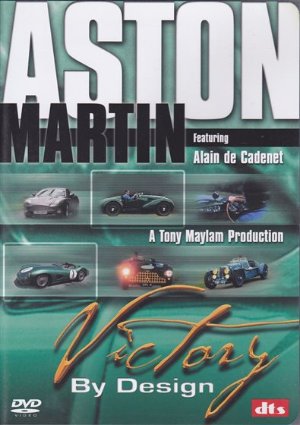 ASTON
MARTIN
Featuring
Alain de Cadenet
A Tony Maylam Production
Victory
By Design
DVD
VIDEO
dts